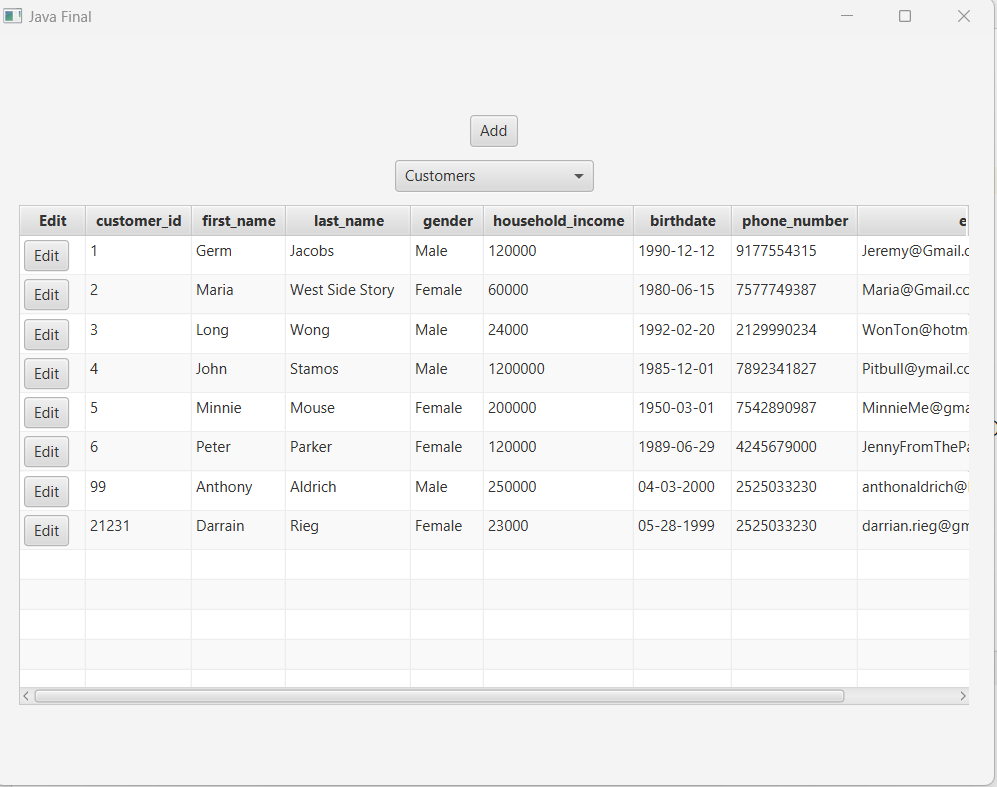 Java Final
Add
Customers
Edit customer_id first_name last_name gender household_income birthdate phone_number
Edit 1 Germ Jacobs Male 120000 1990-12-12 9177554315 Jeremy@Gmail.c
Edit 2 Maria West Side Story Female 60000 1980-06-15 7577749387 Maria@Gmail.co
Edit 3 Long Wong Male 24000 1992-02-20 2129990234 WonTon@hotm
Edit 4 John Stamos Male 1200000 1985-12-01 7892341827 Pitbull@ymail.co
Edit 5 Minnie Mouse Female 200000 1950-03-01 7542890987 MinnieMe@gma
Edit 6 Peter Parker Female 120000 1989-06-29 4245679000 JennyFromThePa
Edit 99 Anthony Aldrich Male 250000 04-03-2000 2525033230 anthonaldrich@
Edit 21231 Darrain Rieg Female 23000 05-28-1999 2525033230 darrian.rieg@gm